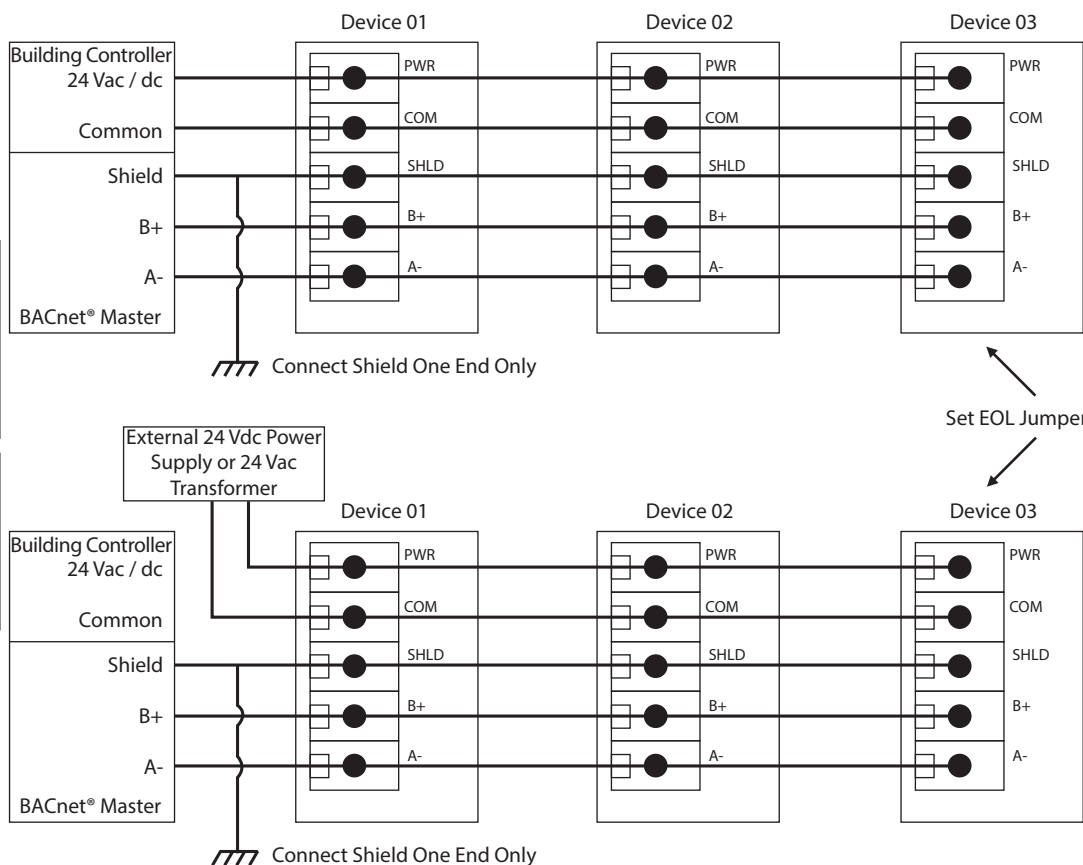 Device 01
Device 02
Device 03
Building Controller
24 Vac / dc
Common
Shield
B+
A-
BACnet® Master
PWR
COM
SHLD
B+
A-
PWR
COM
SHLD
B+
A-
PWR
COM
SHLD
B+
A-
Connect Shield One End Only
Set EOL Jumper
External 24 Vdc Power
Supply or 24 Vac
Transformer
Device 01
Device 02
Device 03
Building Controller
24 Vac / dc
Common
Shield
B+
A-
BACnet® Master
PWR
COM
SHLD
B+
A-
PWR
COM
SHLD
B+
A-
PWR
COM
SHLD
B+
A-
Connect Shield One End Only